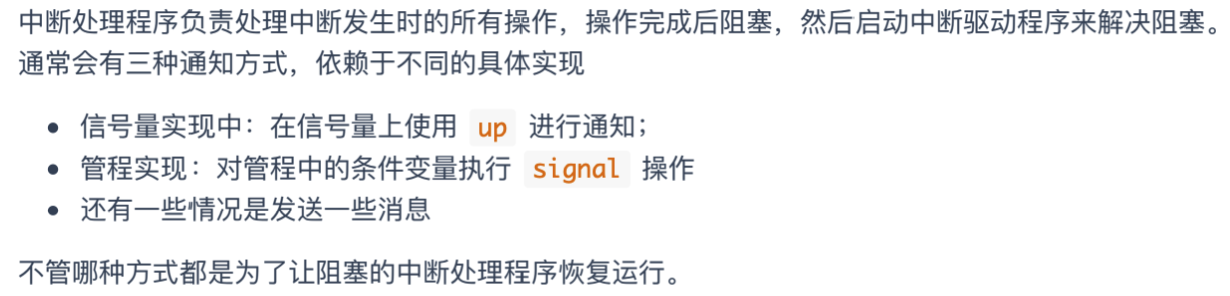 中断处理程序负责处理中断发生时的所有操作，操作完成后阻塞，然后启动中断驱动程序来解决阻塞。
通常会有三种通知方式，依赖于不同的具体实现
• 信号量实现中：在信号量上使用 up 进行通知；
• 管程实现：对管程中的条件变量执行 signal 操作
• 还有一些情况是发送一些消息
不管哪种方式都是为了让阻塞的中断处理程序恢复运行。